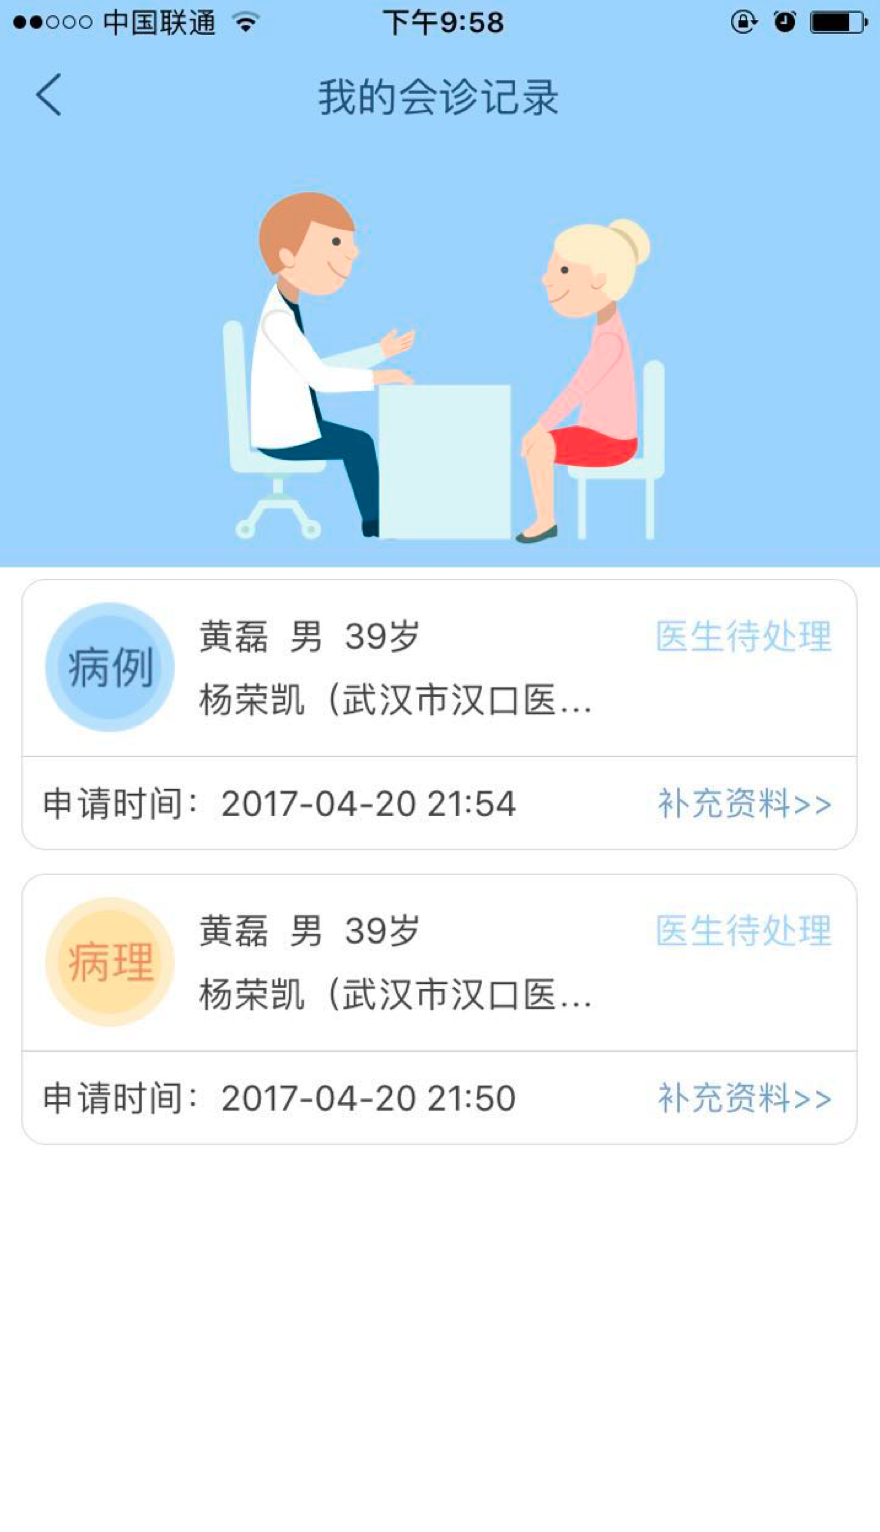 中国联通
下午9:58
我的会诊记录
病例
黄磊 男 39岁
医生待处理
杨荣凯（武汉市汉口医...
申请时间：2017-04-20 21:54
补充资料>>
病理
黄磊 男 39岁
医生待处理
杨荣凯（武汉市汉口医...
申请时间：2017-04-20 21:50
补充资料>>